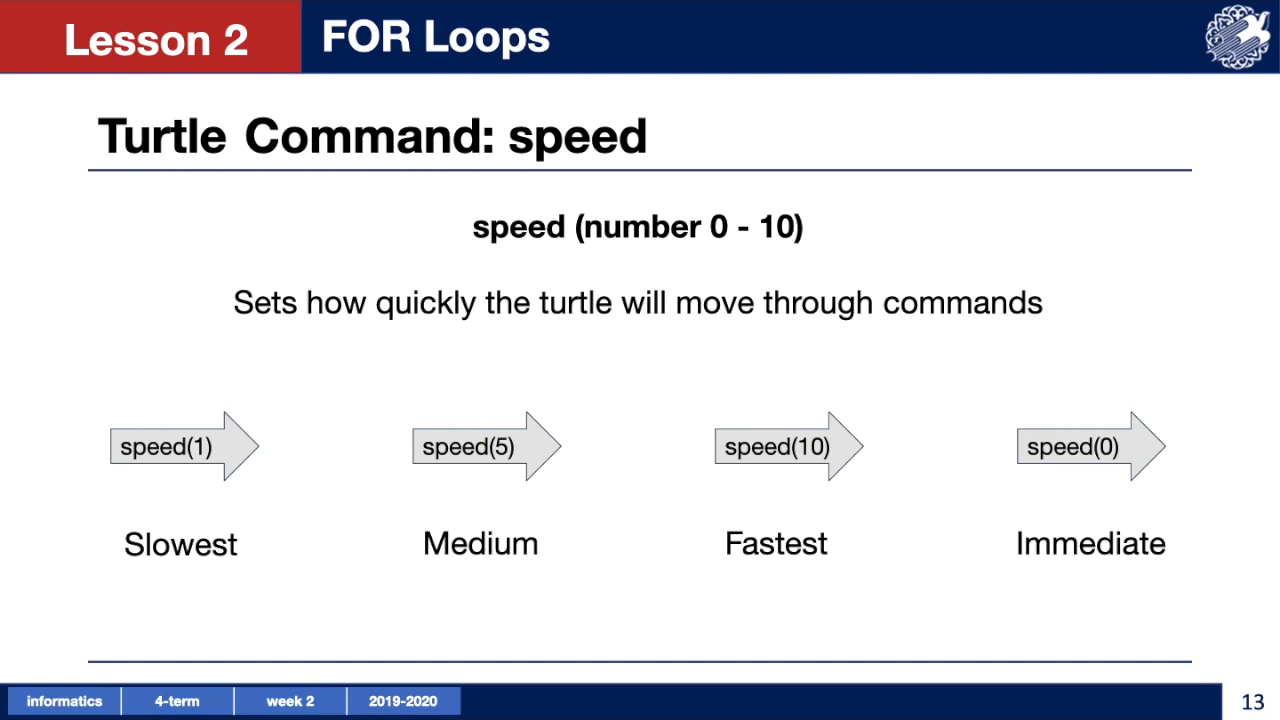 Lesson 2
FOR Loops
Turtle Command: speed
speed (number 0 - 10)
Sets how quickly the turtle will move through commands
speed(1) speed(5) speed(10) speed(0)
Slowest Medium Fastest Immediate
informatics 4-term week 2 2019-2020 13